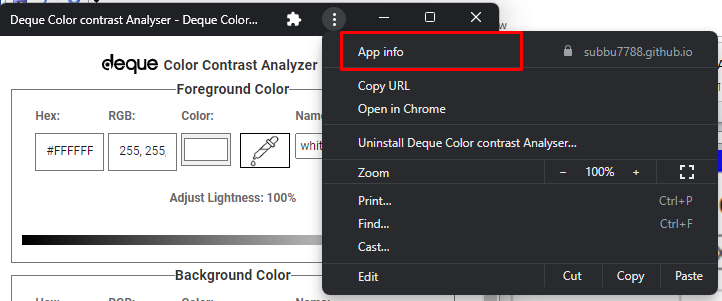 Deque Color contrast Analyser - Deque Color...
App info
subbu7788.github.io
deque Color Contrast Analyzer
Copy URL
Foreground Color
Open in Chrome
Hex:
RGB:
Color:
#FFFFFF
255, 255,
Uninstall Deque Color contrast Analyser...
Zoom
–
100%
+
Adjust Lightness: 100%
Print...
Ctrl+P
Find...
Ctrl+F
Cast...
Background Color
Edit
Cut
Copy
Paste